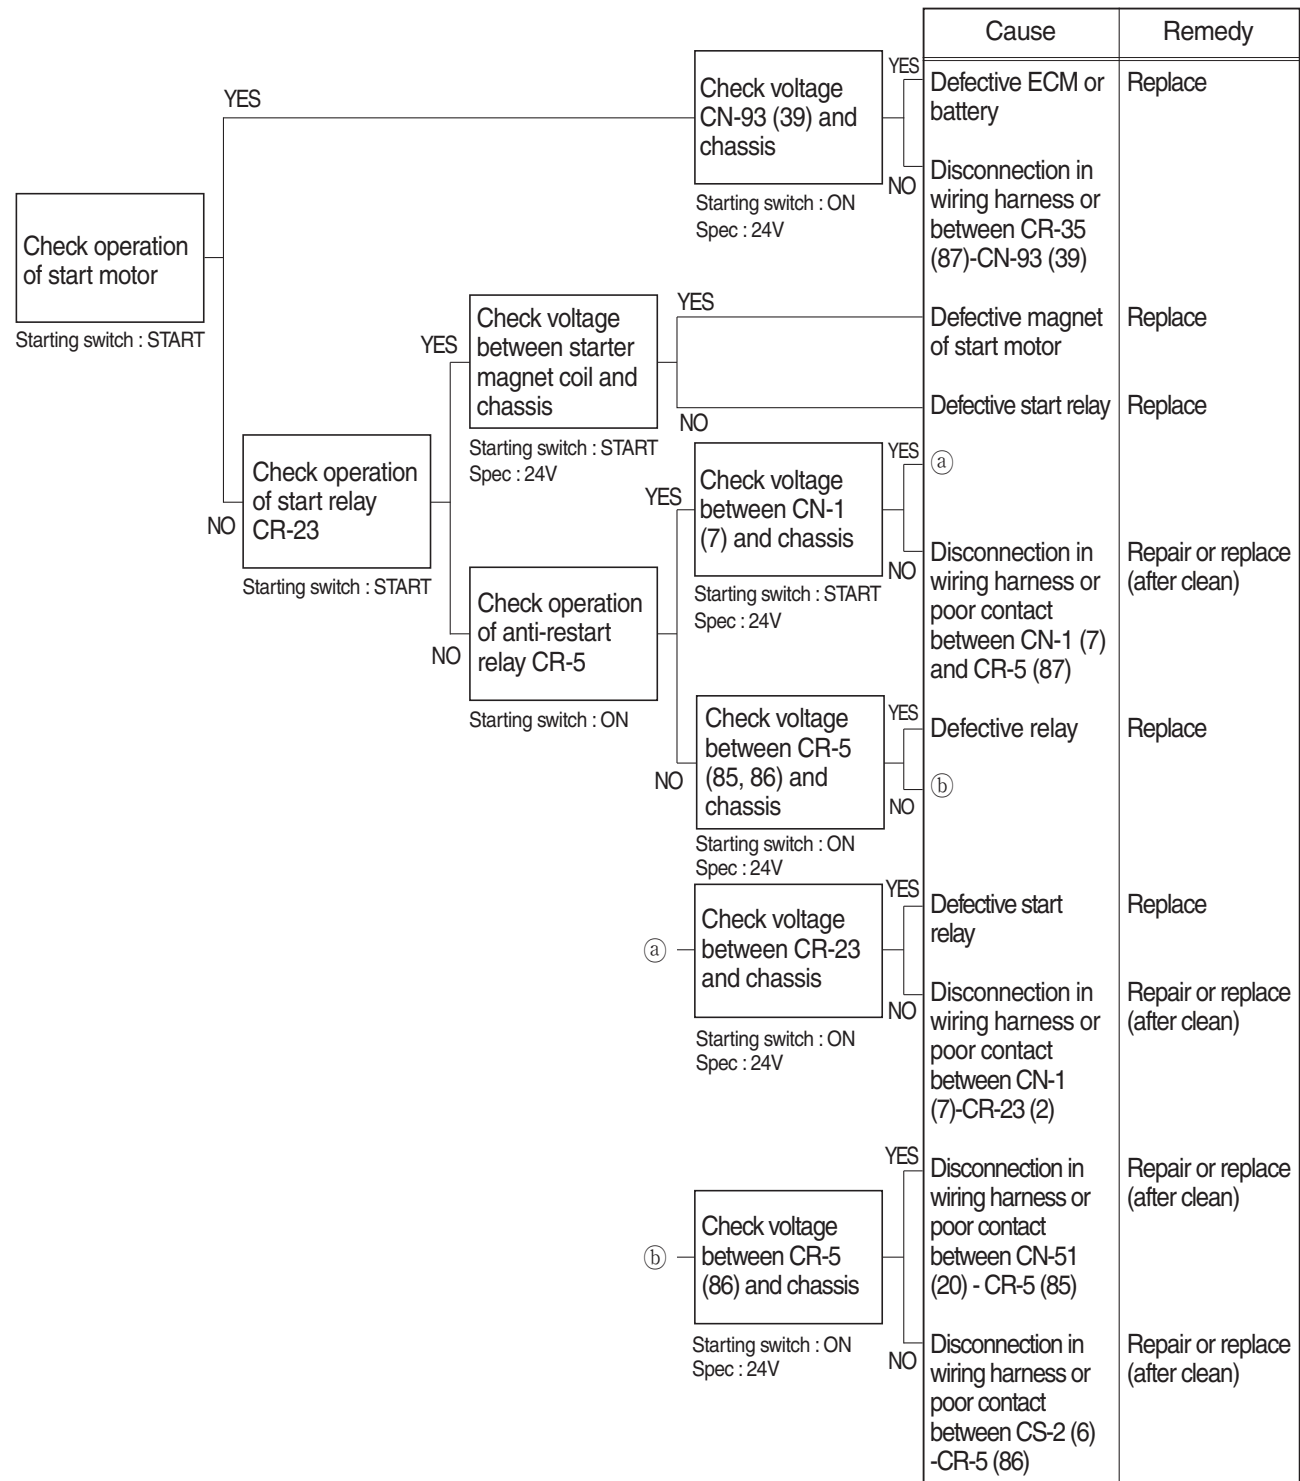 Cause
Remedy
YES
Check voltage
CN-93 (39) and
chassis
Starting switch : ON
Spec : 24V
YES
Defective ECM or
battery
Replace
NO
Disconnection in
wiring harness or
between CR-35
(87)-CN-93 (39)
Check operation
of start motor
Starting switch : START
YES
Check voltage
between starter
magnet coil and
chassis
Starting switch : START
Spec : 24V
YES
Defective magnet
of start motor
Replace
NO
Defective start relay
Replace
NO
Check operation
of start relay
CR-23
Starting switch : START
YES
Check voltage
between CN-1
(7) and chassis
Starting switch : START
Spec : 24V
YES
ⓐ
NO
Disconnection in
wiring harness or
poor contact
between CN-1 (7)
and CR-5 (87)
Repair or replace
(after clean)
NO
Check operation
of anti-restart
relay CR-5
Starting switch : ON
NO
Check voltage
between CR-5
(85, 86) and
chassis
Starting switch : ON
Spec : 24V
YES
Defective relay
Replace
NO
ⓑ
ⓐ
Check voltage
between CR-23
and chassis
Starting switch : ON
Spec : 24V
YES
Defective start
relay
Replace
NO
Disconnection in
wiring harness or
poor contact
between CN-1
(7)-CR-23 (2)
Repair or replace
(after clean)
ⓑ
Check voltage
between CR-5
(86) and chassis
Starting switch : ON
Spec : 24V
YES
Disconnection in
wiring harness or
poor contact
between CN-51
(20) - CR-5 (85)
Repair or replace
(after clean)
NO
Disconnection in
wiring harness or
poor contact
between CS-2 (6)
-CR-5 (86)
Repair or replace
(after clean)